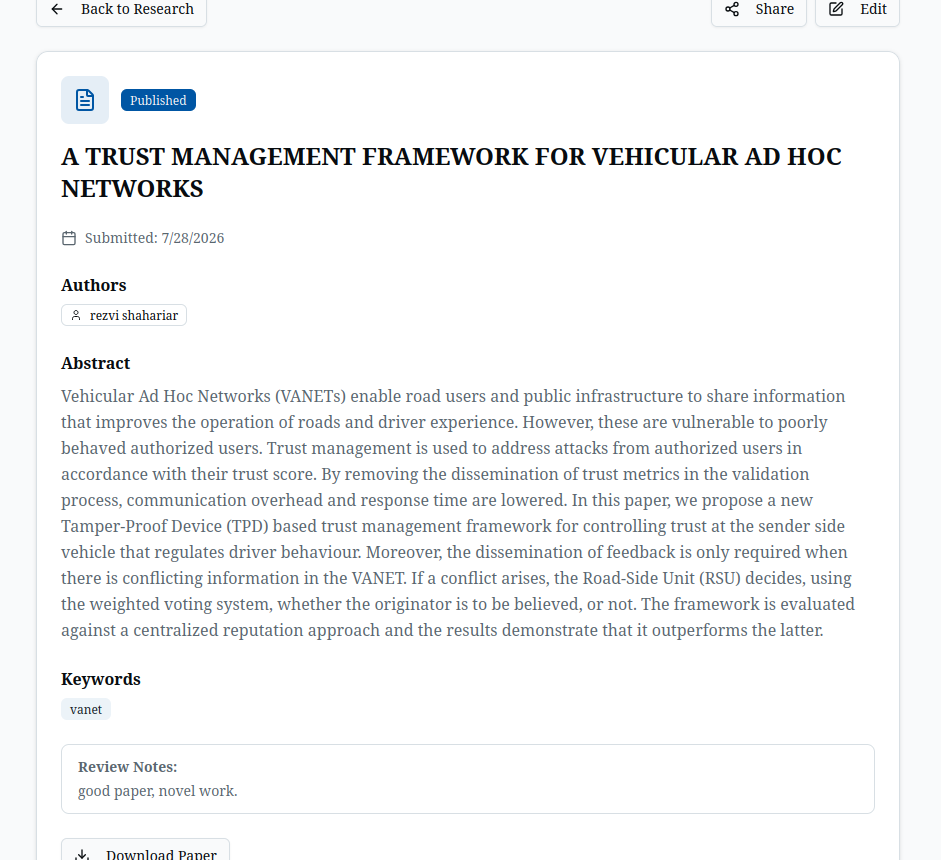 Back to Research
Share
Edit
Published
A TRUST MANAGEMENT FRAMEWORK FOR VEHICULAR AD HOC
NETWORKS
Submitted: 7/28/2026
Authors
rezvi shahariar
Abstract
Vehicular Ad Hoc Networks (VANETs) enable road users and public infrastructure to share information
that improves the operation of roads and driver experience. However, these are vulnerable to poorly
behaved authorized users. Trust management is used to address attacks from authorized users in
accordance with their trust score. By removing the dissemination of trust metrics in the validation
process, communication overhead and response time are lowered. In this paper, we propose a new
Tamper-Proof Device (TPD) based trust management framework for controlling trust at the sender side
vehicle that regulates driver behaviour. Moreover, the dissemination of feedback is only required when
there is conflicting information in the VANET. If a conflict arises, the Road-Side Unit (RSU) decides, using
the weighted voting system, whether the originator is to be believed, or not. The framework is evaluated
against a centralized reputation approach and the results demonstrate that it outperforms the latter.
Keywords
vanet
Review Notes:
good paper, novel work.
Download Paper